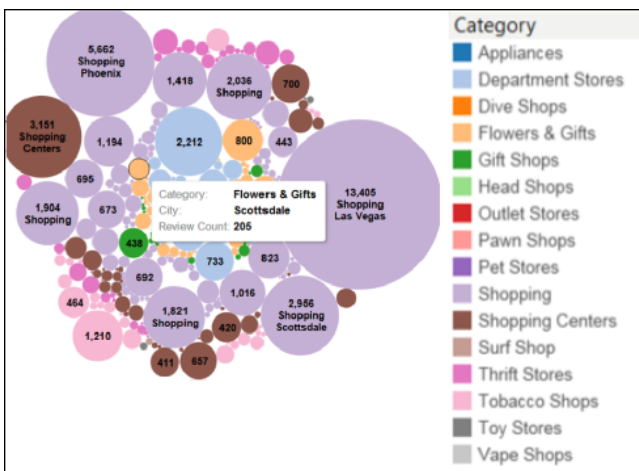 5,662
Shopping
Phoenix
1,418
2,036
Shopping
700
3,151
Shopping
Centers
1,194
2,212
800
443
695
13,405
Shopping
Las Vegas
1,904
Shopping
673
Category: Flowers & Gifts
City: Scottsdale
Review Count: 205
438
733
823
692
464
1,821
Shopping
1,016
2,956
Shopping
Scottsdale
1,210
420
411
657
Category
Appliances
Department Stores
Dive Shops
Flowers & Gifts
Gift Shops
Head Shops
Outlet Stores
Pawn Shops
Pet Stores
Shopping
Shopping Centers
Surf Shop
Thrift Stores
Tobacco Shops
Toy Stores
Vape Shops